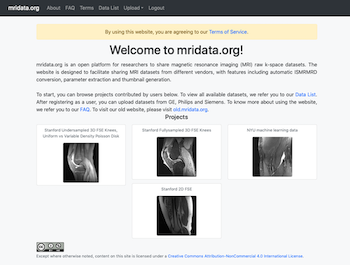 mridata.org About FAQ Terms Data List Upload Logout
By using this website, you are agreeing to our Terms of Service.
Welcome to mridata.org!
mridata.org is an open platform for researchers to share magnetic resonance imaging (MRI) raw k-space datasets. The
website is designed to facilitate sharing MRI datasets from different vendors, with features including automatic ISMRMRD
conversion, parameter extraction and thumbnail generation.
To start, you can browse projects contributed by users below. To view all available datasets, we refer you to our Data List.
After registering as a user, you can upload datasets from GE, Philips and Siemens. To know more about using the website,
we refer you to our FAQ. To visit our old website, please visit old.mridata.org.
Projects
Stanford Undersampled 3D FSE Knees,
Uniform vs Variable Density Poisson Disk
Stanford Fullysampled 3D FSE Knees
NYU machine learning data
Stanford 2D FSE
Except where otherwise noted, content on this site is licensed under a Creative Commons Attribution-NonCommercial 4.0 International License.